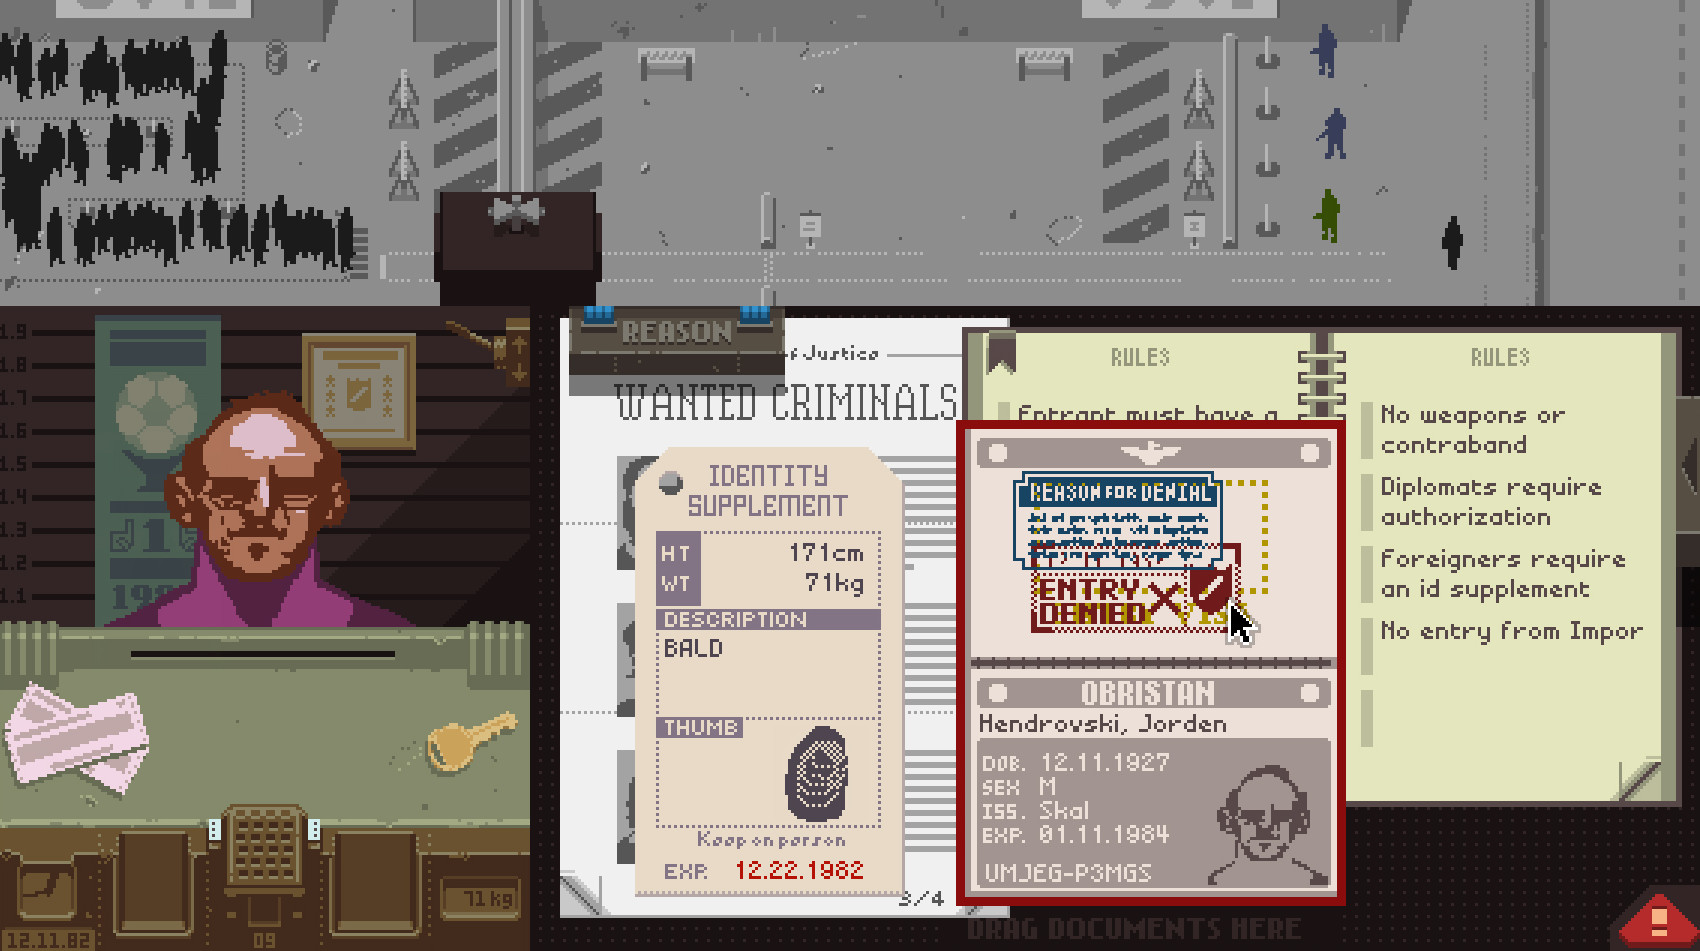 1.9
1.8
1.7
1.6
1.5
1.4
1.3
1.2
1.1
REASON
of Justice
WANTED CRIMINALS
IDENTITY
SUPPLEMENT
HT 171cm
WT 71kg
DESCRIPTION
BALD
THUMB
Keep on person
EXP. 12.22.1982
3/4
RULES
Entrant must have a
RULES
No weapons or
contraband
Diplomats require
authorization
Foreigners require
an id supplement
No entry from Impor
REASON FOR DENIAL
ENTRY
DENIED
OBRISTAN
Hendrovski, Jorden
DOB. 12.11.1927
SEX M
ISS. Skal
EXP. 01.11.1984
UMJEG-P3MGS
DRAG DOCUMENTS HERE
71kg
12.11.82
09